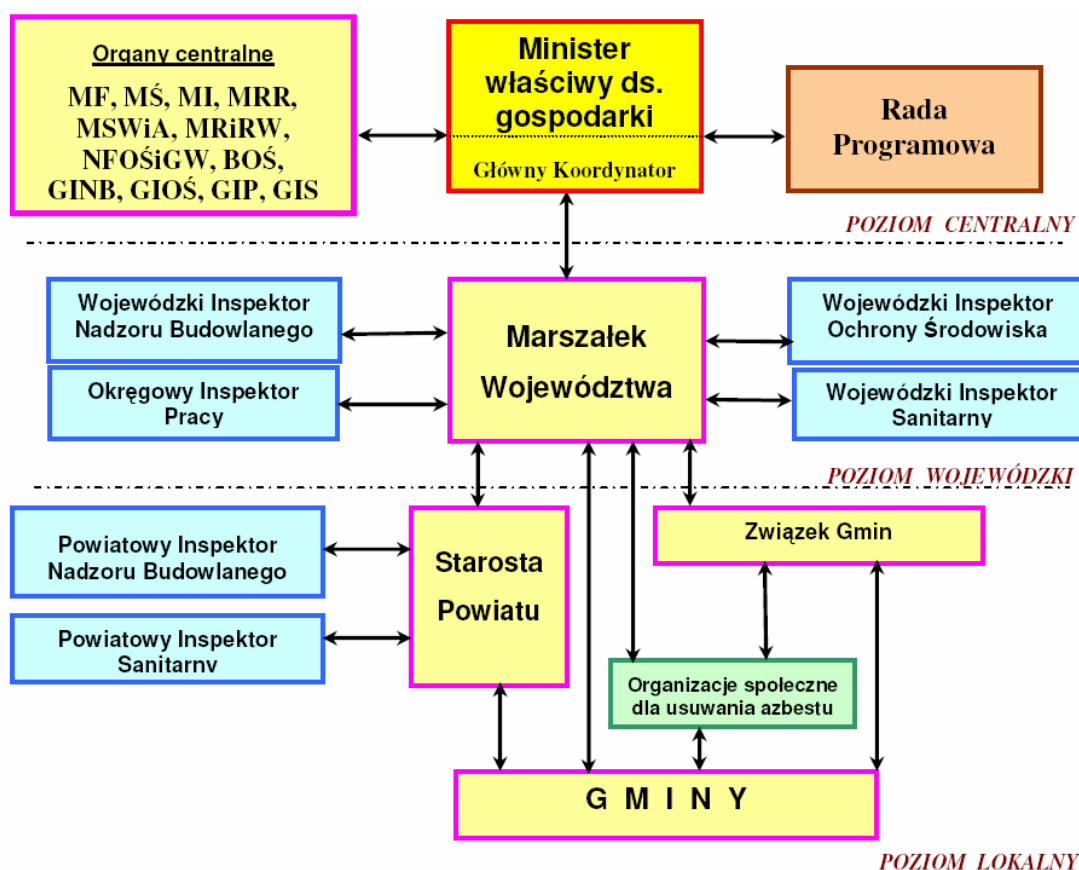 Organy centralne
MF, MŚ, MI, MRR,
MSWiA, MRiRW,
NFOŚiGW, BOŚ,
GINB, GIOŚ, GIP, GIS
Minister
właściwy ds.
gospodarki
Główny Koordynator
Rada
Programowa
POZIOM CENTRALNY
Wojewódzki Inspektor
Nadzoru Budowlanego
Okręgowy Inspektor
Pracy
Marszałek
Województwa
Wojewódzki Inspektor
Ochrony Środowiska
Wojewódzki Inspektor
Sanitarny
POZIOM WOJEWÓDZKI
Powiatowy Inspektor
Nadzoru Budowlanego
Powiatowy Inspektor
Sanitarny
Starosta
Powiatu
Związek Gmin
Organizacje społeczne
dla usuwania azbestu
G M I N Y
POZIOM LOKALNY